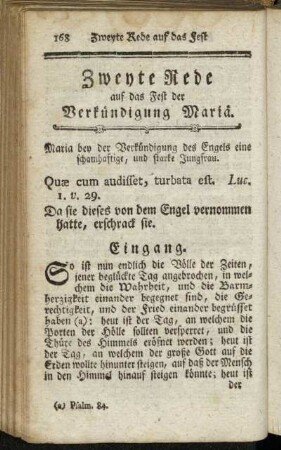 168 Zweyte Rede auf das Fest
Zweyte Rede
auf das Fest der
Verkündigung Mariä.
Maria bey der Verkündigung des Engels eine
schamhaftige, und starke Jungfrau.
Quæ cum audisset, turbata est. Luc.
1. v. 29.
Da sie dieses von dem Engel vernommen
hatte, erschrack sie.
Eingang.
So ist nun endlich die Völle der Zeiten,
jener beglückte Tag angebrochen, in wel-
chem die Wahrheit, und die Barm-
herzigkeit einander begegnet sind, die Ge-
rechtigkeit, und der Fried einander begrüsset
haben (a): heut ist der Tag, an welchem die
Porten der Hölle sollten versperret, und die
Thüre des Himmels eröfnet werden; heut ist
der Tag, an welchem der große Gott auf die
Erden wollte hinunter steigen, auf daß der Mensch
in den Himmel hinauf steigen könnte; heut ist
der
(a) Psalm. 84.